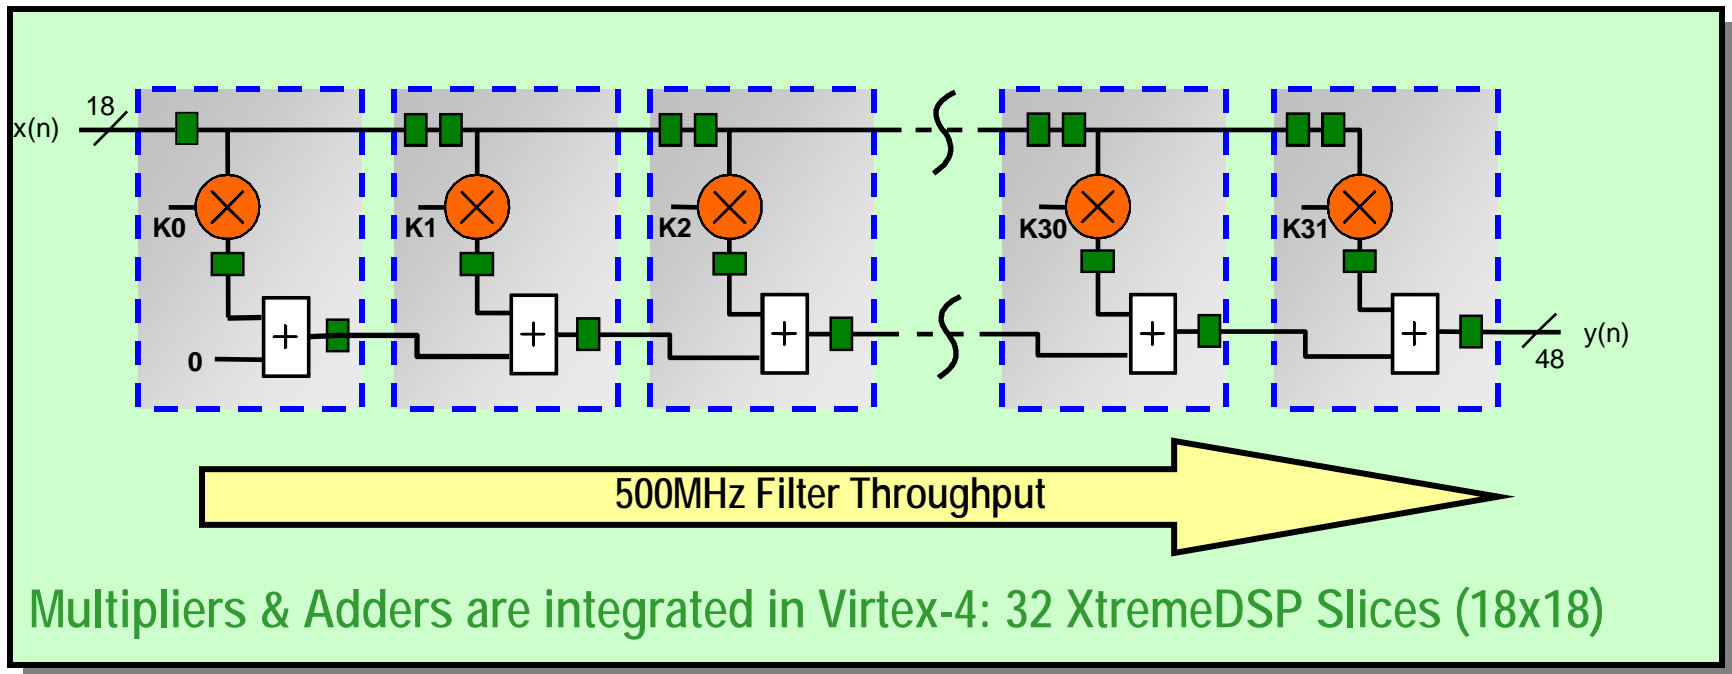 18
x(n)
K0
K1
K2
K30
K31
+
+
+
+
+
0
y(n)
48
500MHz Filter Throughput
Multipliers & Adders are integrated in Virtex-4: 32 XtremeDSP Slices (18x18)